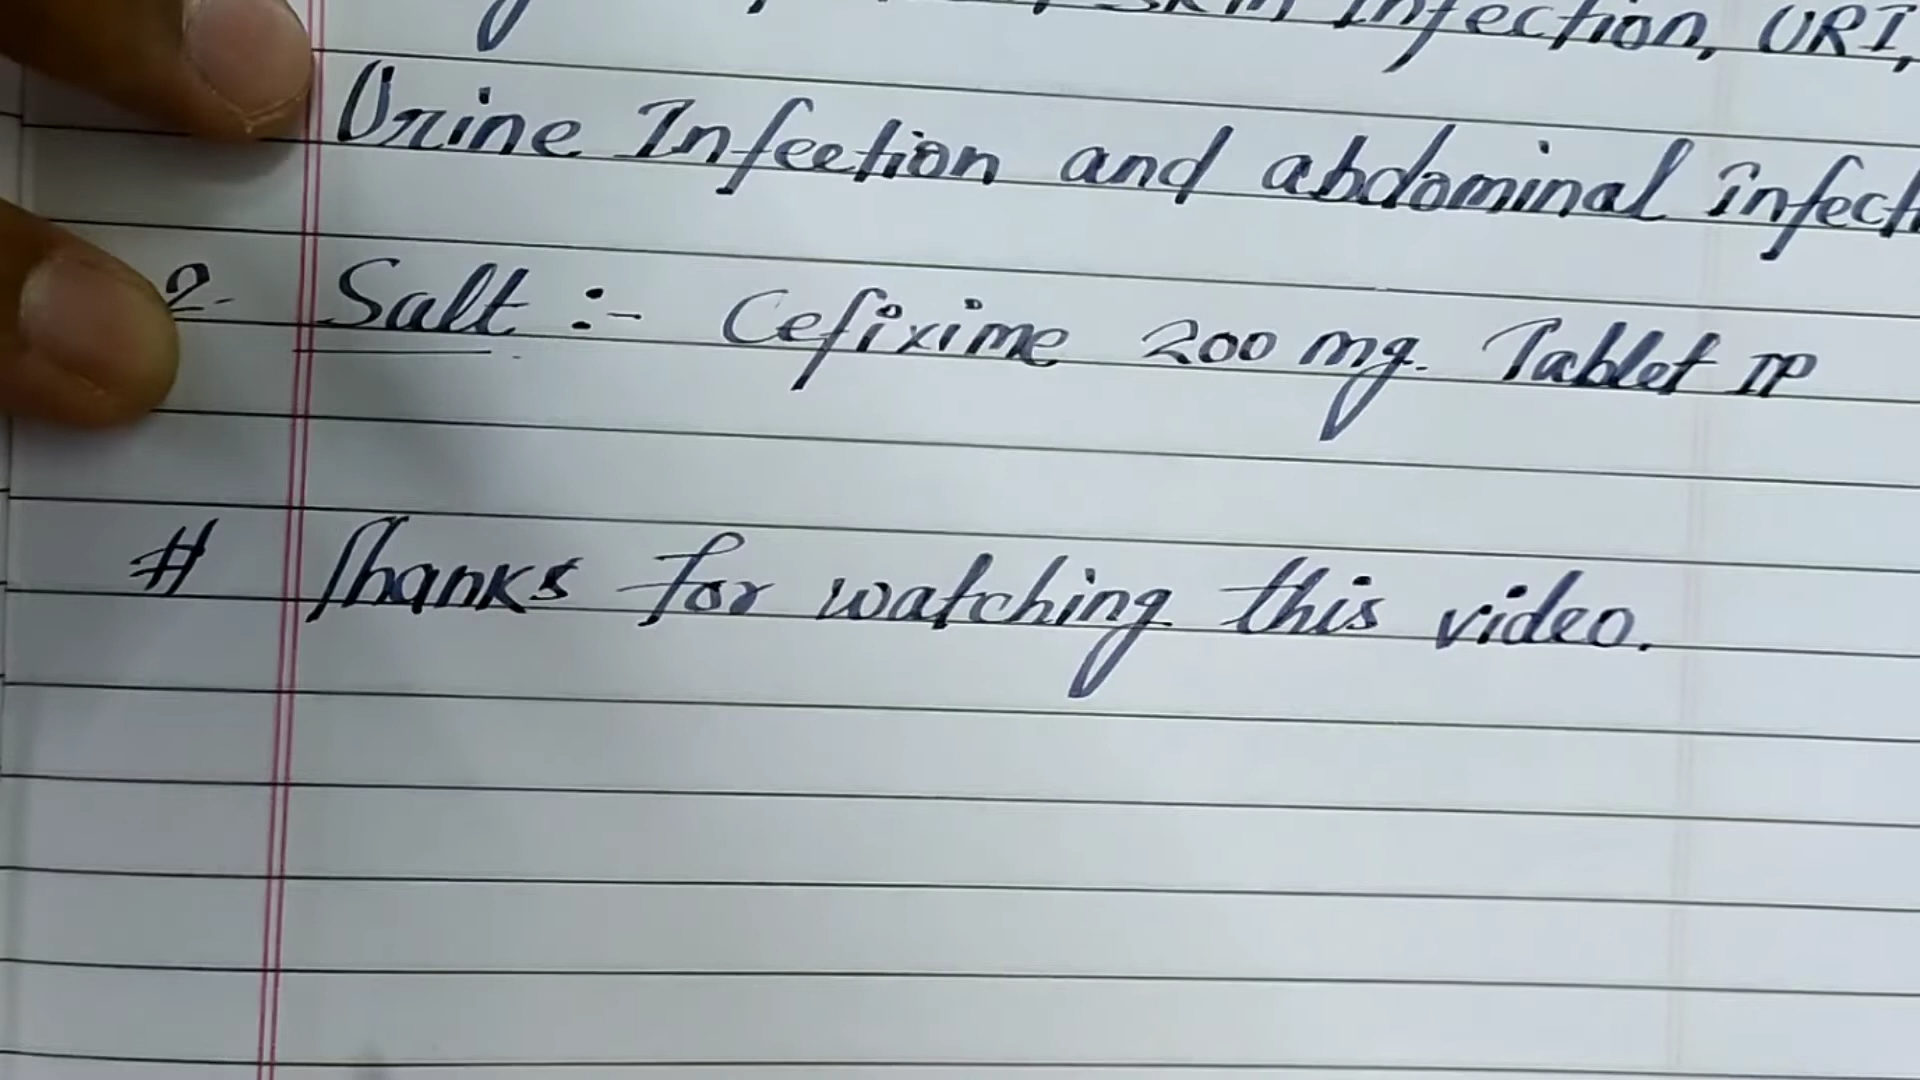 Skin Infection, URI,
Urine Infection and abdominal infect
2- Salt :- Cefixime 200 mg. Tablet IP
# Thanks for watching this video.